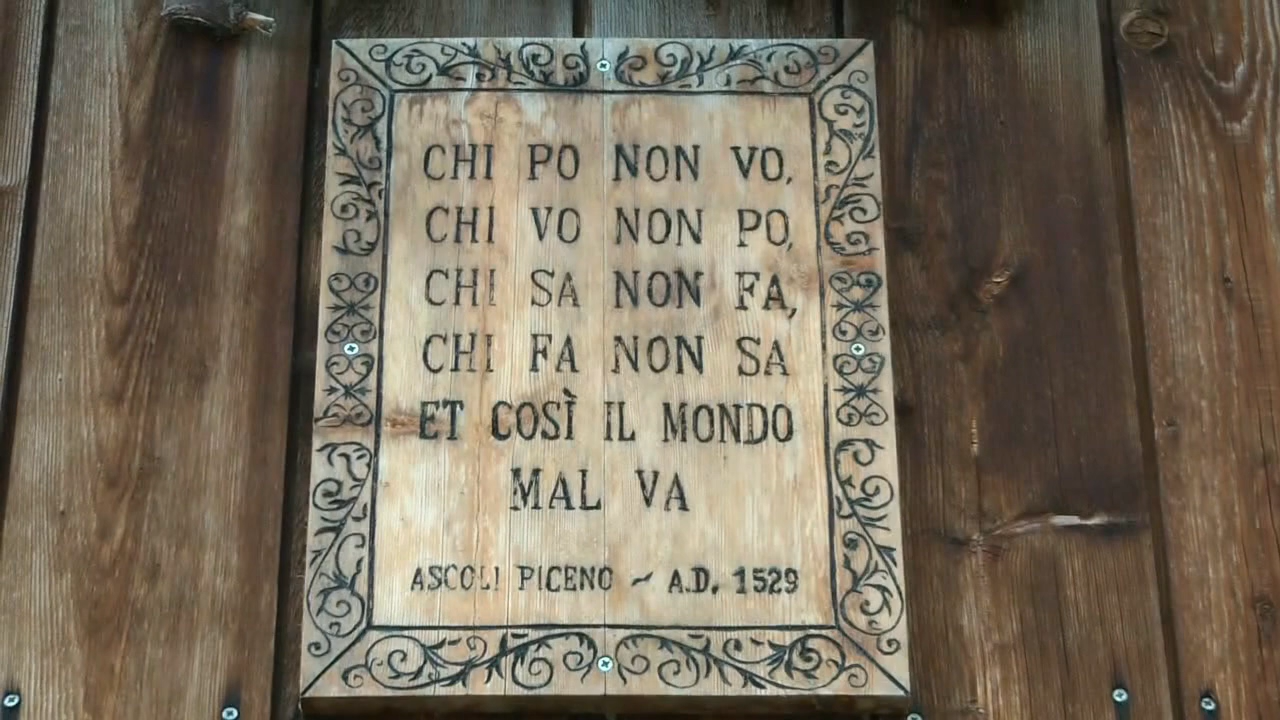 CHI PO NON VO,
CHI VO NON PO,
CHI SA NON FA,
CHI FA NON SA
ET COSÌ IL MONDO
MAL VA
ASCOLI PICENO ~ A.D. 1529